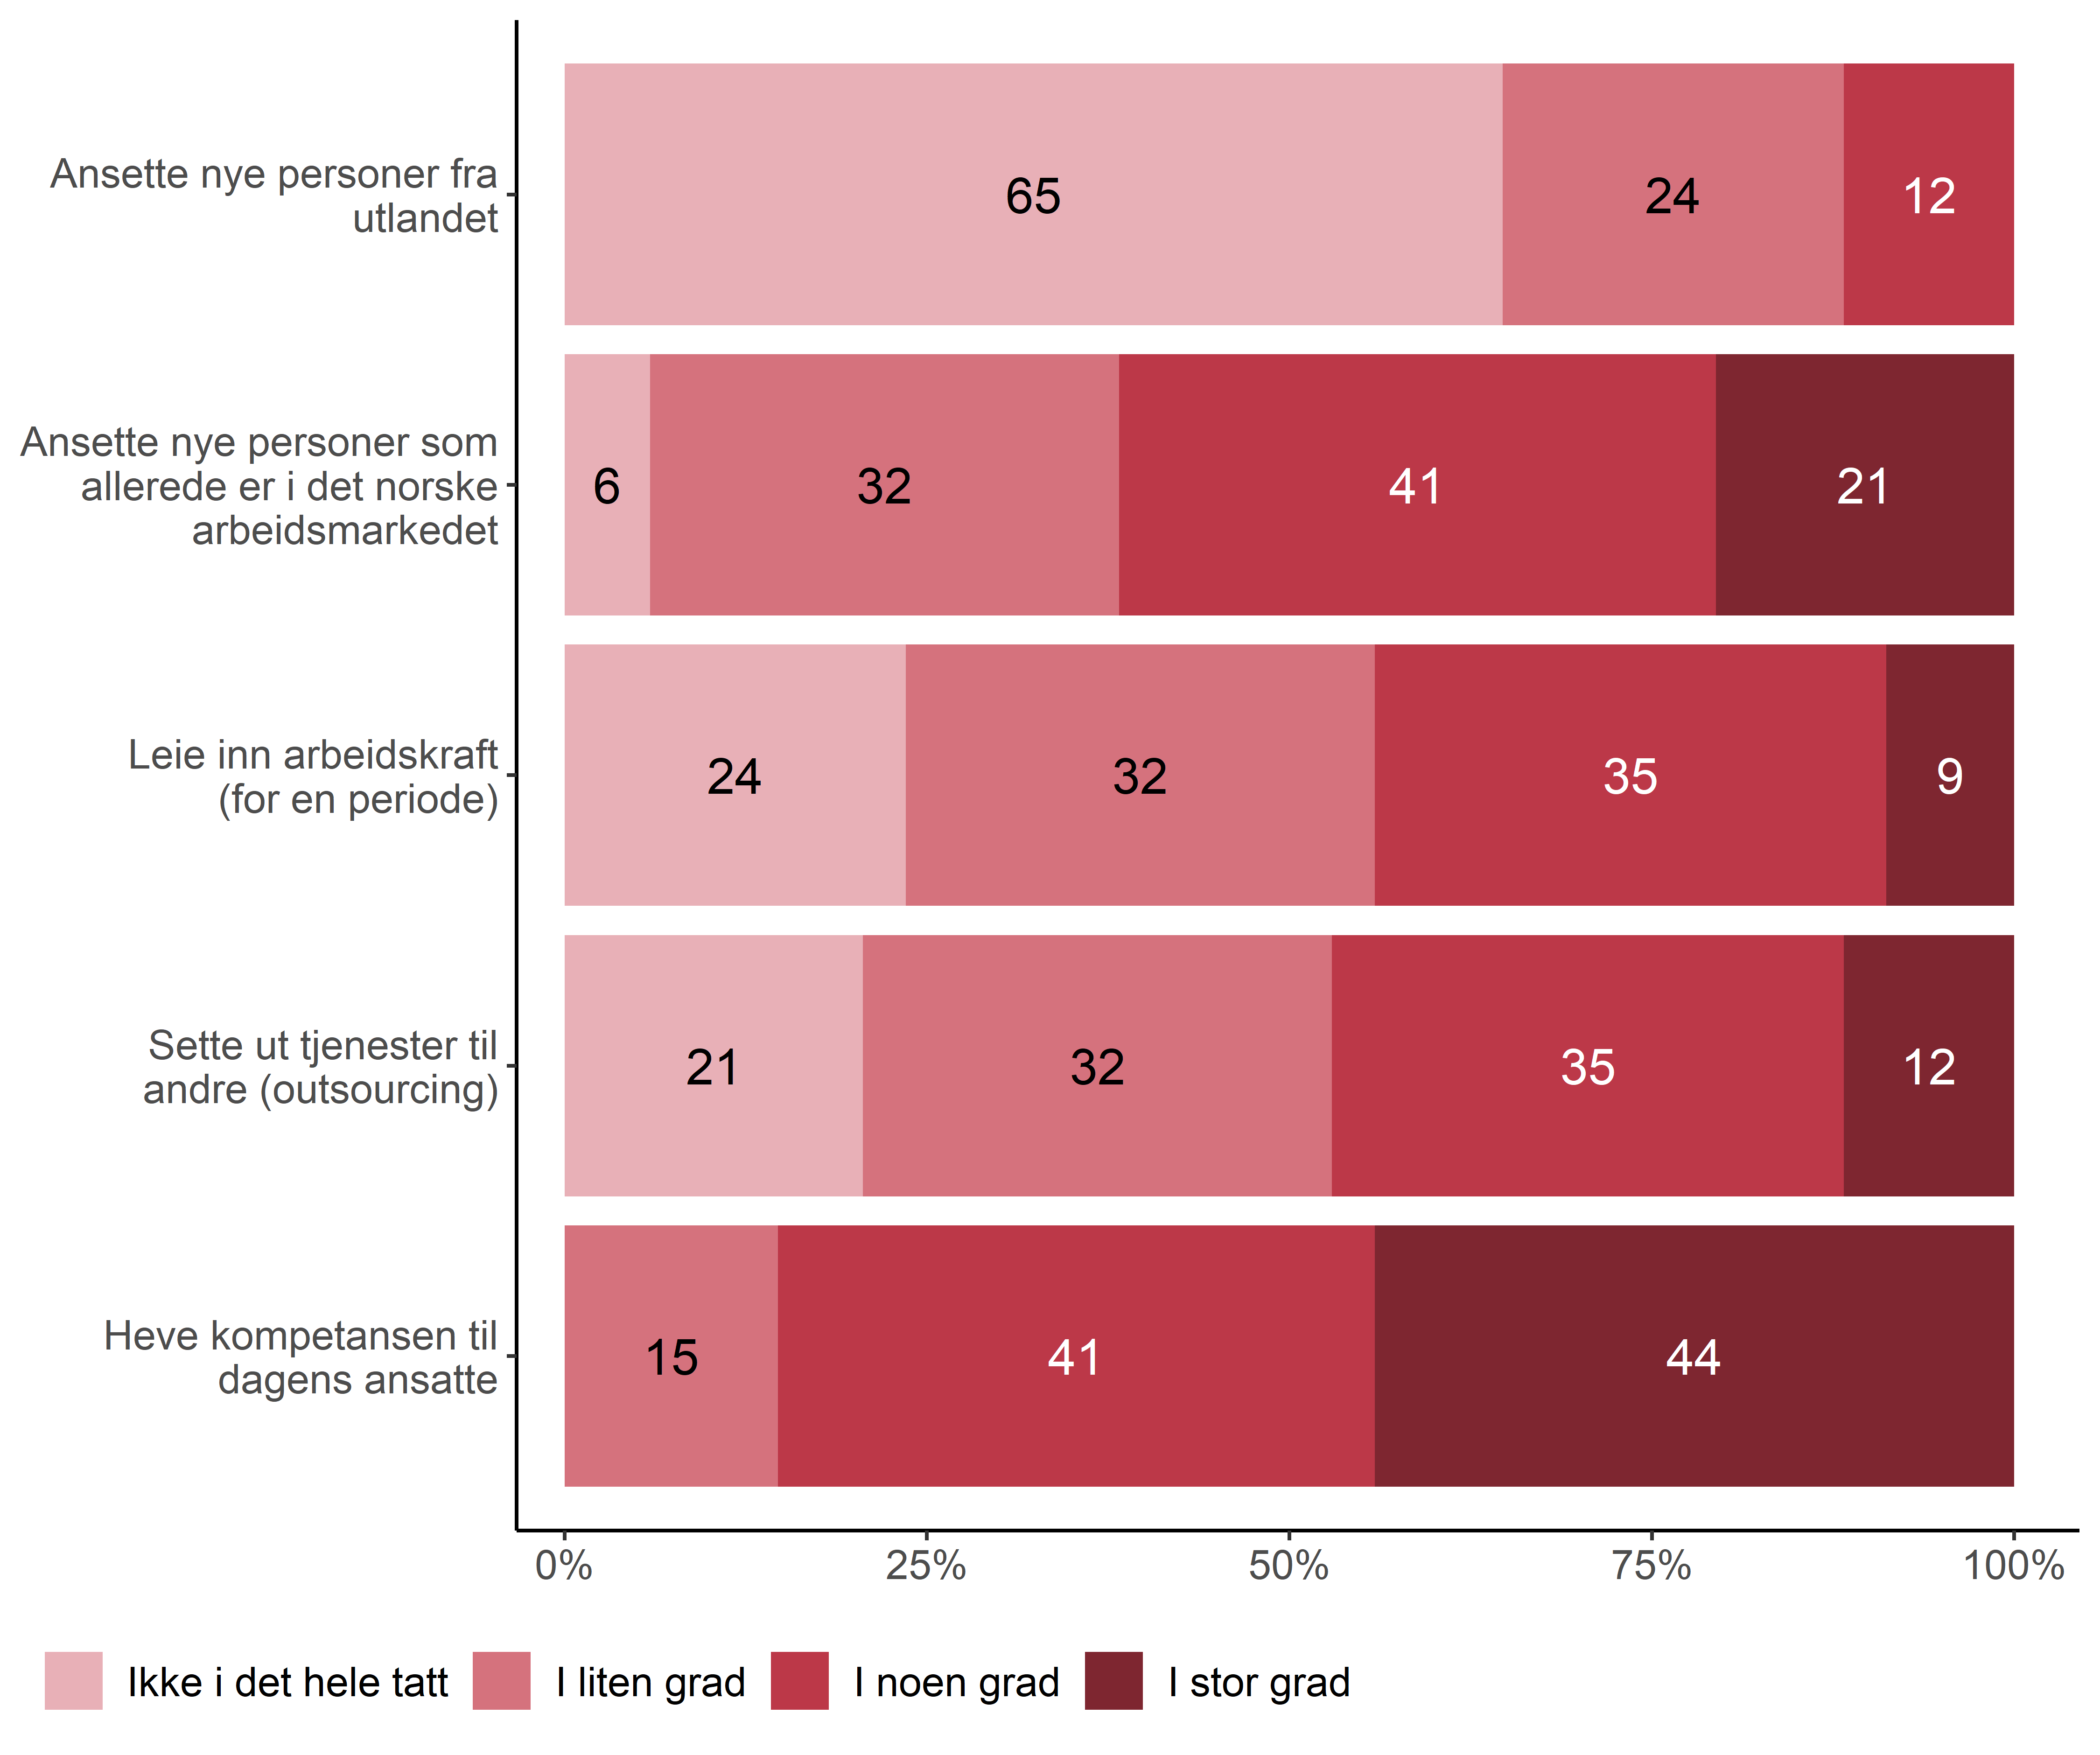 Ansette nye personer fra
utlandet
65 24 12
Ansette nye personer som
allerede er i det norske
arbeidsmarkedet
6 32 41 21
Leie inn arbeidskraft
(for en periode)
24 32 35 9
Sette ut tjenester til
andre (outsourcing)
21 32 35 12
Heve kompetansen til
dagens ansatte
15 41 44
0% 25% 50% 75% 100%
Ikke i det hele tatt I liten grad I noen grad I stor grad